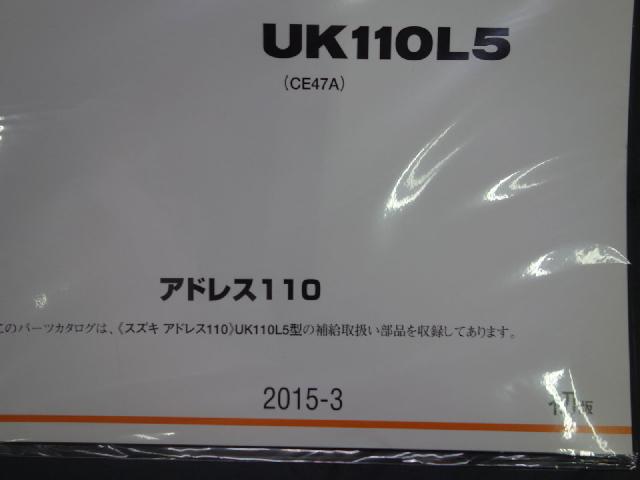 UK110L5
(CE47A)
アドレス110
このパーツカタログは、《スズキ アドレス110》UK110L5型の補給取扱い部品を収録してあります。
2015-3
版